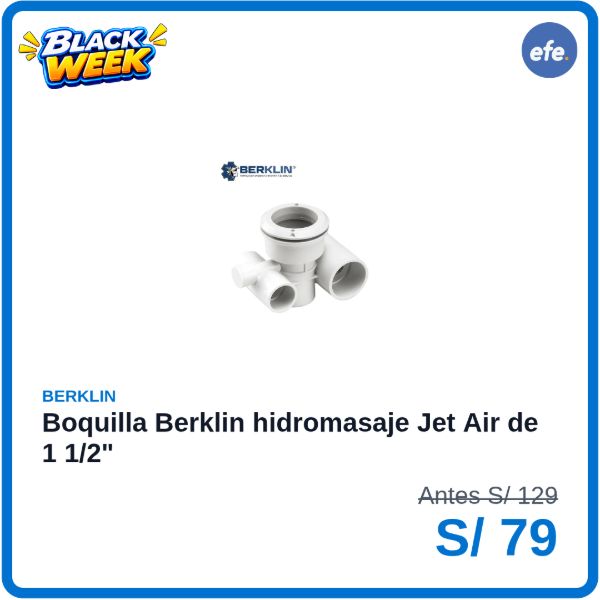 BLACK
WEEK
efe.
BERKLIN®
BERKLIN
Boquilla Berklin hidromasaje Jet Air de
1 1/2"
Antes S/ 129
S/ 79